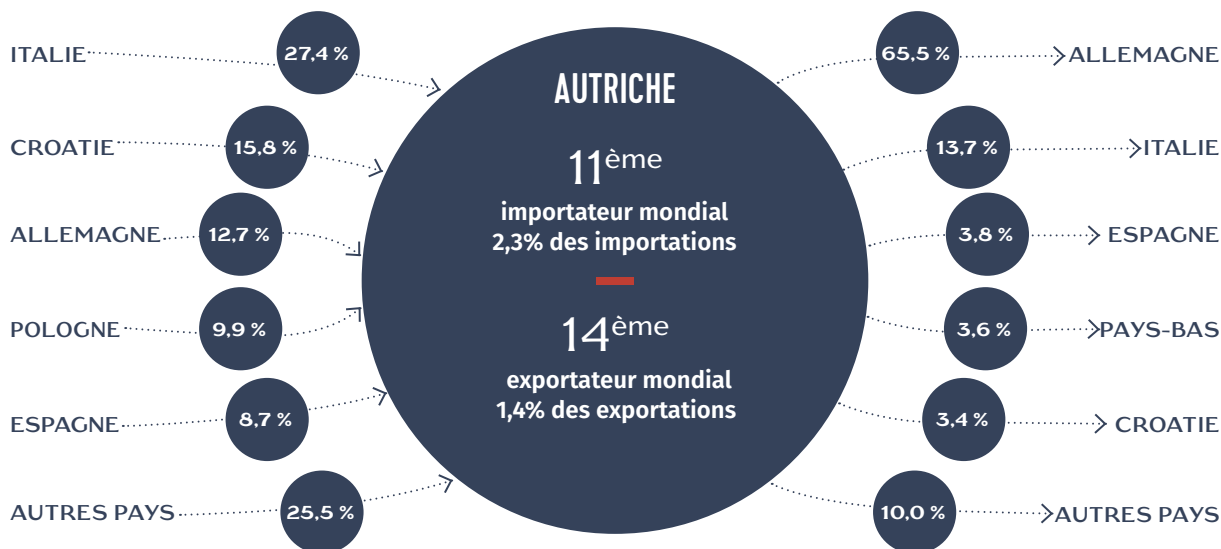 ITALIE
27,4 %
CROATIE
15,8 %
ALLEMAGNE
12,7 %
POLOGNE
9,9 %
ESPAGNE
8,7 %
AUTRES PAYS
25,5 %
AUTRICHE
11ème
importateur mondial
2,3% des importations
14ème
exportateur mondial
1,4% des exportations
65,5 %
ALLEMAGNE
13,7 %
ITALIE
3,8 %
ESPAGNE
3,6 %
PAYS-BAS
3,4 %
CROATIE
10,0 %
AUTRES PAYS